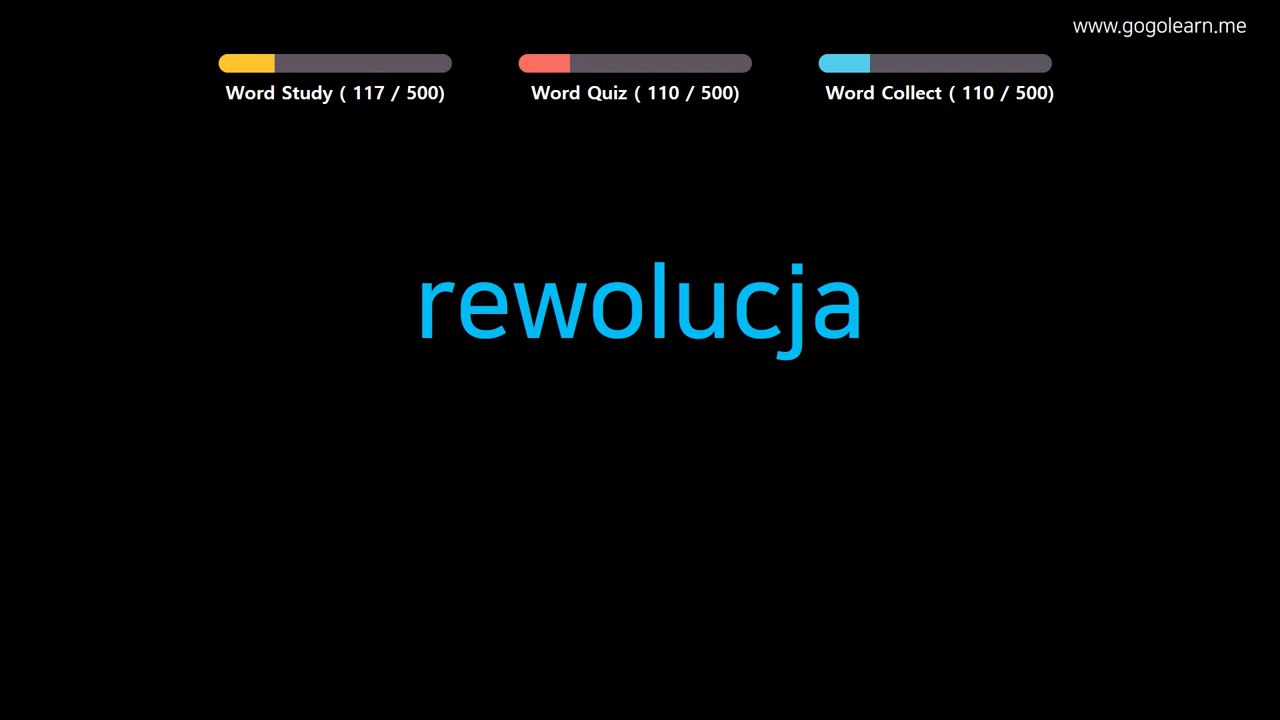 www.gogolearn.me
Word Study ( 117 / 500)
Word Quiz ( 110 / 500)
Word Collect ( 110 / 500)
rewolucja